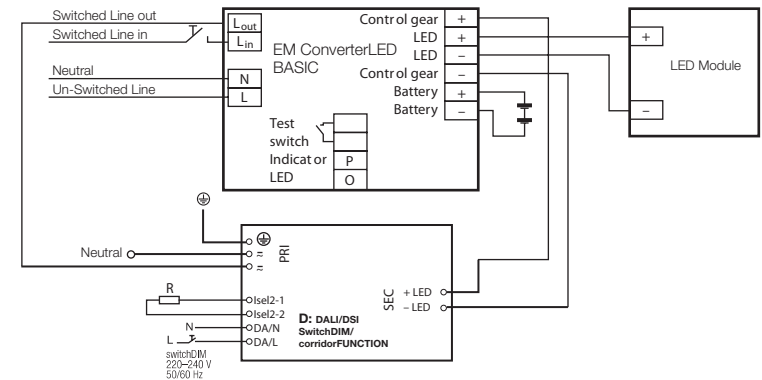 Switched Line out
Switched Line in
Neutral
Un-Switched Line
Lout
Lin
N
L
EM ConverterLED
BASIC
Test
switch
Indicator
LED
P
O
Control gear +
LED +
LED –
Control gear –
Battery +
Battery –
+
–
LED Module
Neutral
≂
≂
PRI
R
Isel2-1
Isel2-2
N
DA/N
L
DA/L
switchDIM
220–240 V
50/60 Hz
D: DALI/DSI
SwitchDIM/
corridorFUNCTION
SEC
+ LED
– LED